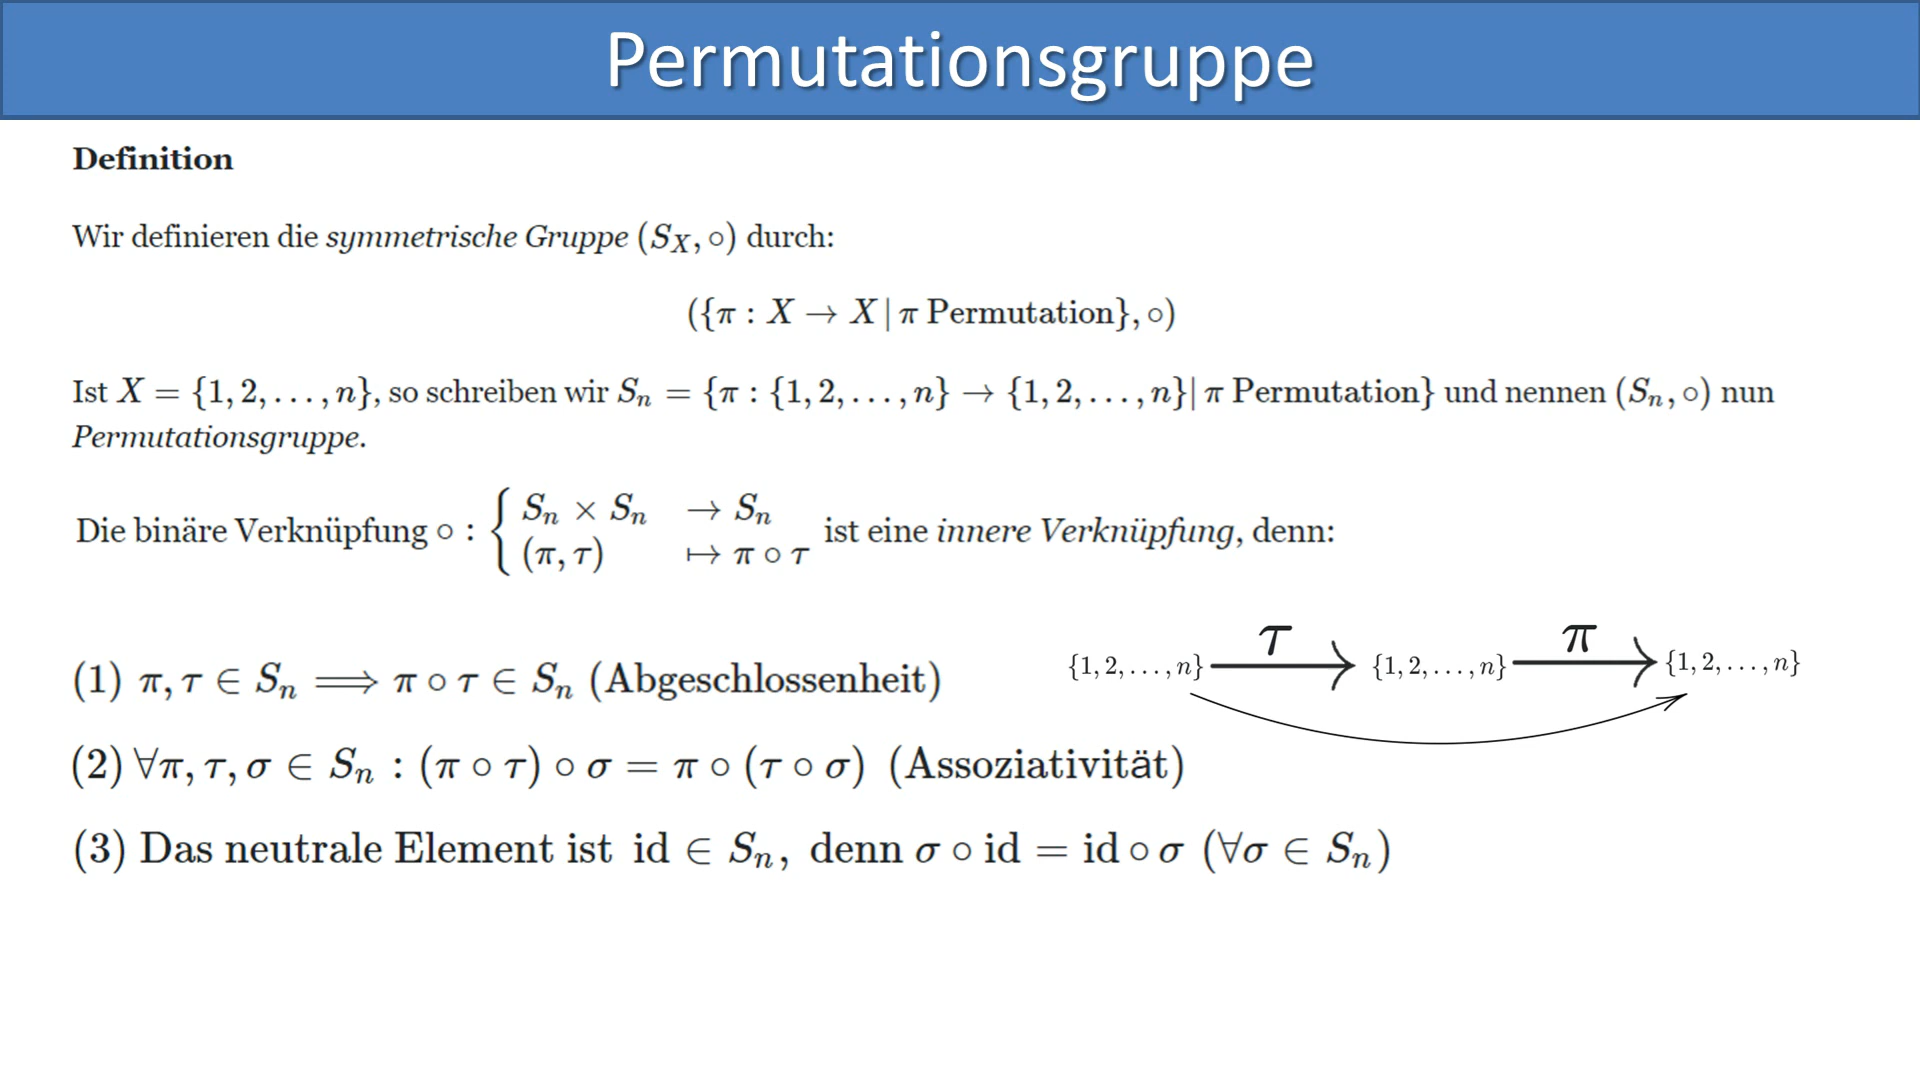 Permutationsgruppe
Definition
Wir definieren die symmetrische Gruppe (S_X, ∘) durch:
({π : X → X | π Permutation}, ∘)
Ist X = {1, 2, …, n}, so schreiben wir S_n = {π : {1, 2, …, n} → {1, 2, …, n}| π Permutation} und nennen (S_n, ∘) nun
Permutationsgruppe.
Die binäre Verknüpfung ∘ : { S_n × S_n → S_n
(π, τ) ↦ π ∘ τ
ist eine innere Verknüpfung, denn:
(1) π, τ ∈ S_n ⟹ π ∘ τ ∈ S_n (Abgeschlossenheit)
τ π
{1, 2, …, n} → {1, 2, …, n} → {1, 2, …, n}
(2) ∀π, τ, σ ∈ S_n : (π ∘ τ) ∘ σ = π ∘ (τ ∘ σ) (Assoziativität)
(3) Das neutrale Element ist id ∈ S_n, denn σ ∘ id = id ∘ σ (∀σ ∈ S_n)